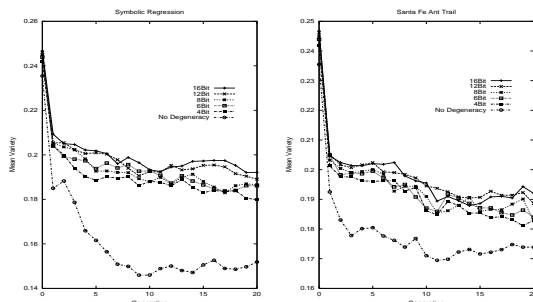 Symbolic Regression
0.26
0.24
0.22
0.2
0.18
0.16
0.14
Mean Variety
16Bit
12Bit
8Bit
6Bit
4Bit
No Degeneracy
0
5
10
15
20
Santa Fe Ant Trail
0.25
0.24
0.23
0.22
0.21
0.2
0.19
0.18
0.17
0.16
Mean Variety
16Bit
12Bit
8Bit
6Bit
4Bit
No Degeneracy
0
5
10
15
20